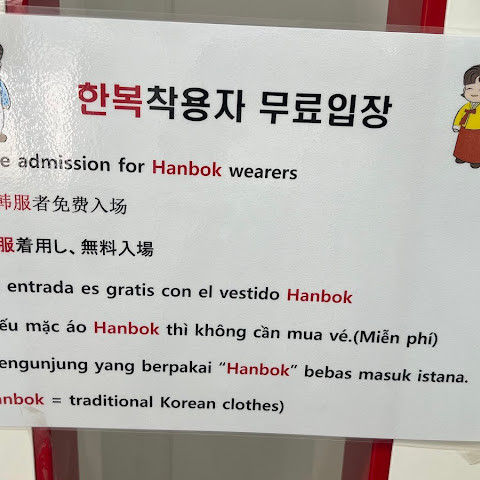 한복착용자 무료입장
e admission for Hanbok wearers
韩服者免费入场
服着用し、無料入場
entrada es gratis con el vestido Hanbok
ếu mặc áo Hanbok thì không cần mua vé.(Miễn phí)
engunjung yang berpakai “Hanbok” bebas masuk istana.
anbok = traditional Korean clothes)